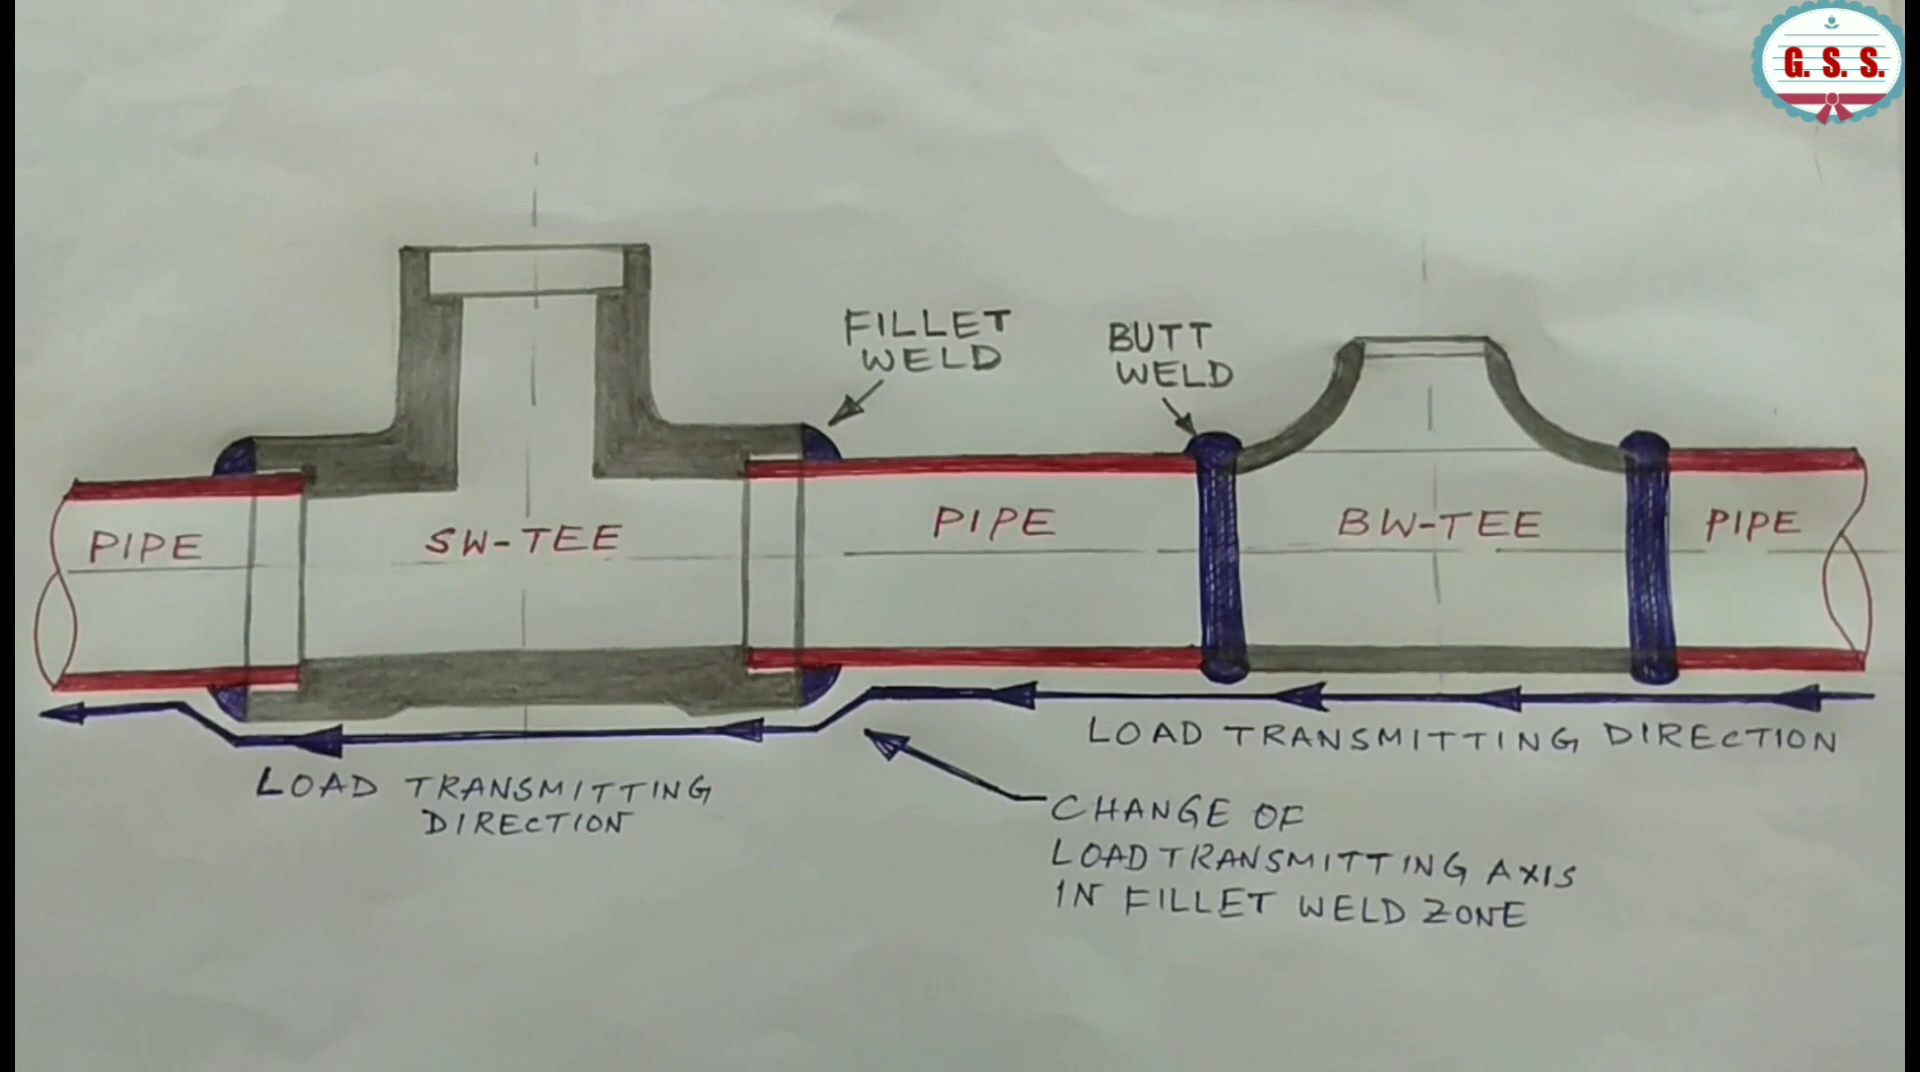 G. S. S.
FILLET
WELD
BUTT
WELD
PIPE
SW-TEE
PIPE
BW-TEE
PIPE
LOAD TRANSMITTING DIRECTION
LOAD TRANSMITTING
DIRECTION
CHANGE OF
LOAD TRANSMITTING AXIS
IN FILLET WELD ZONE